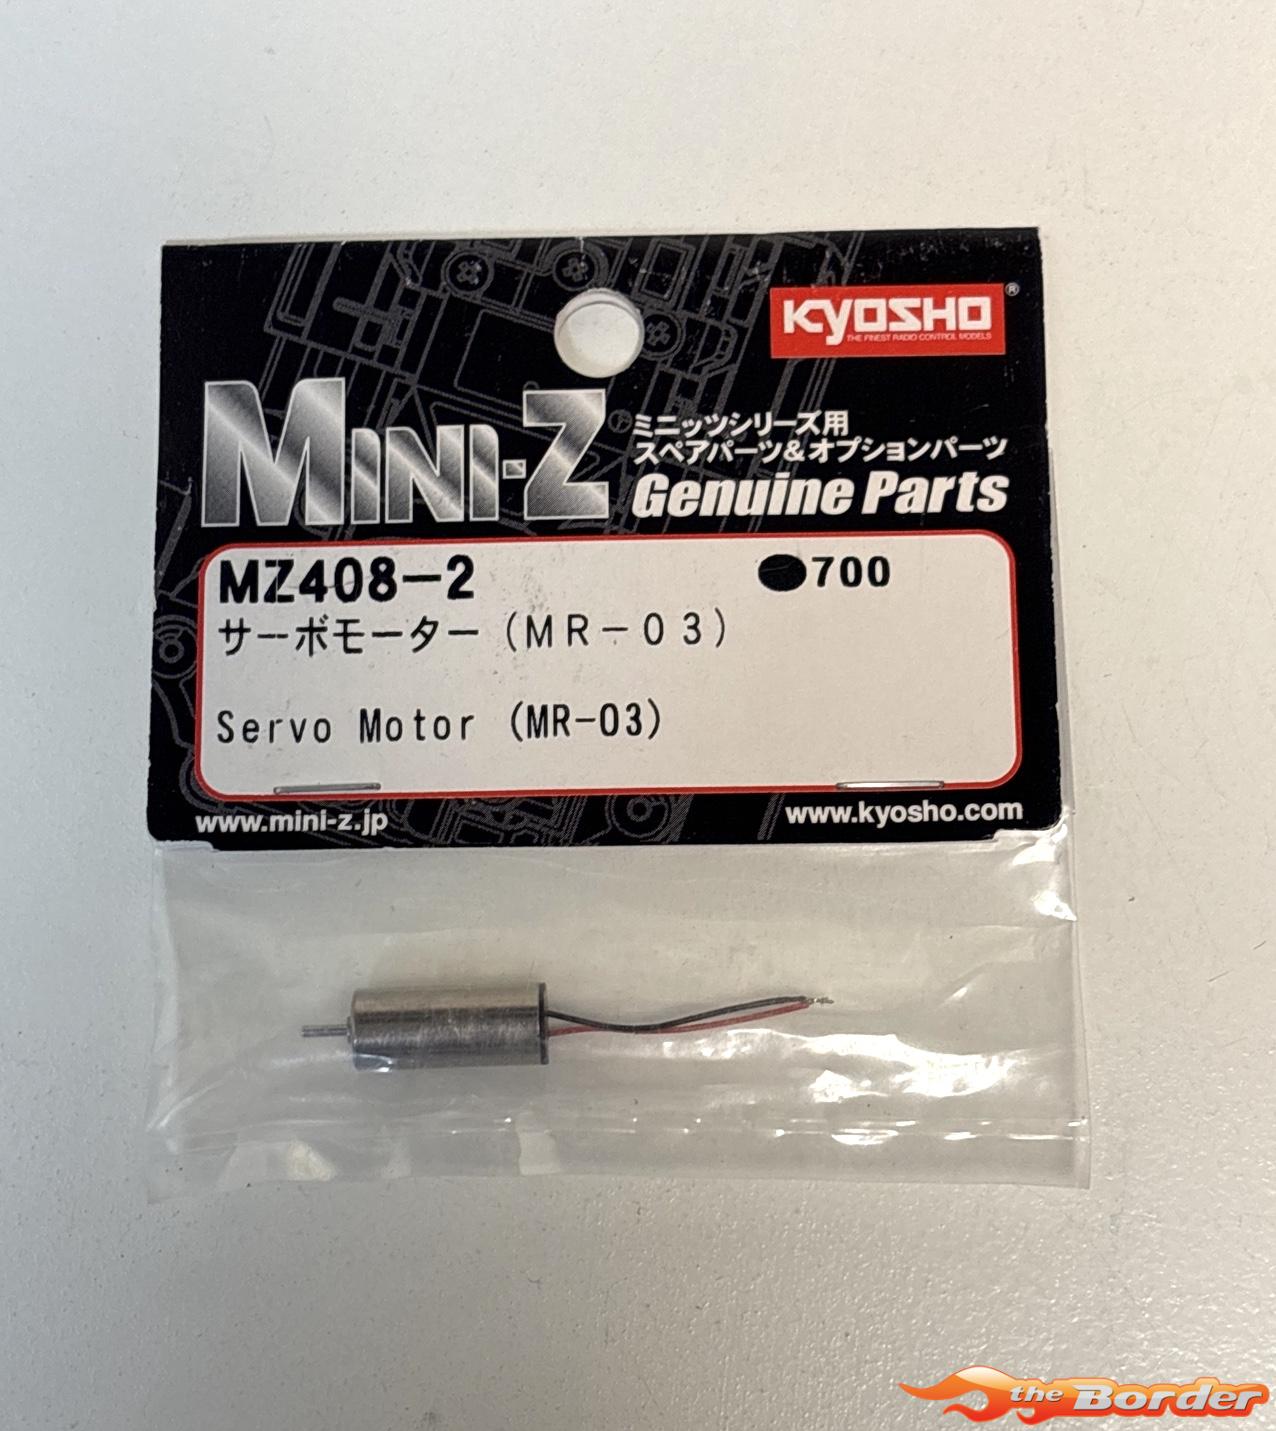 KYOSHO ®
THE FINEST RADIO CONTROL MODELS
MINI-Z
ミニッツシリーズ用
スペアパーツ&オプションパーツ
Genuine Parts
MZ408-2 ●700
サーボモーター(MR-03)
Servo Motor (MR-03)
www.mini-z.jp www.kyosho.com
the Border